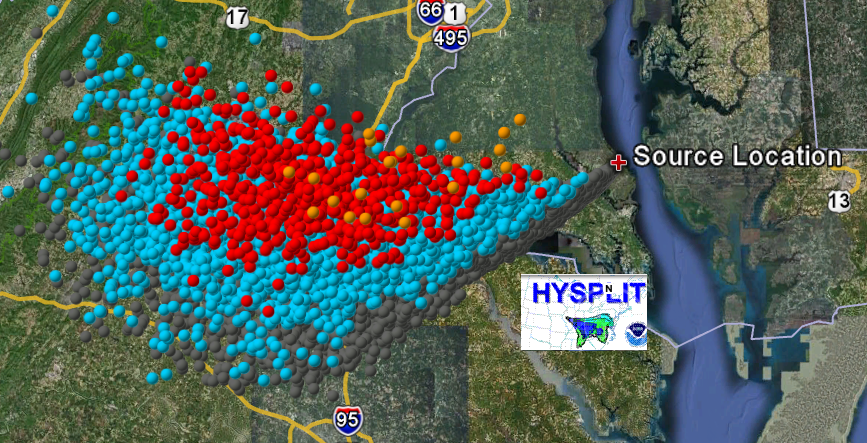 17
66
1
495
Source Location
13
HYSPLIT
N
95